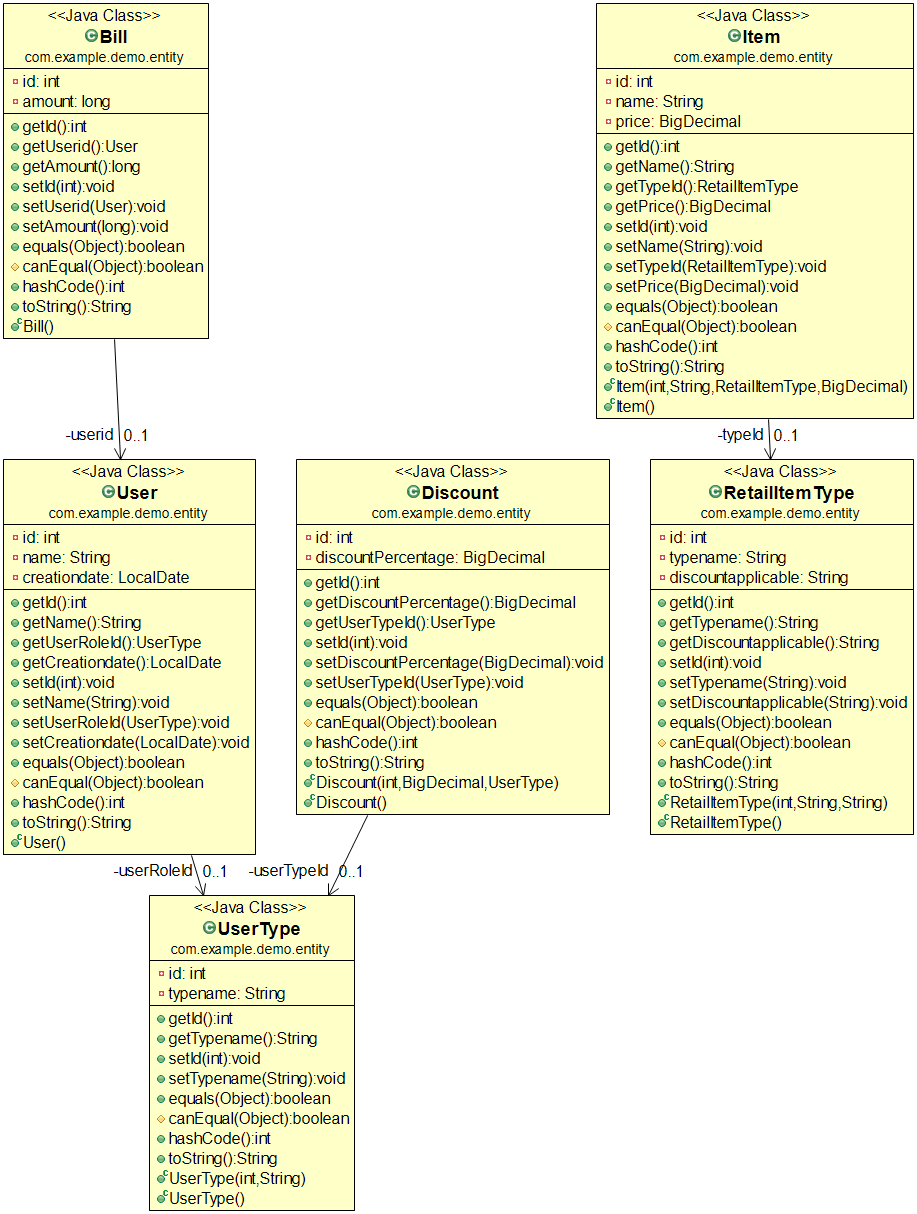 <<Java Class>>
Bill
com.example.demo.entity
id: int
amount: long
getId():int
getUserid():User
getAmount():long
setId(int):void
setUserid(User):void
setAmount(long):void
equals(Object):boolean
canEqual(Object):boolean
hashCode():int
toString():String
Bill()
<<Java Class>>
Item
com.example.demo.entity
id: int
name: String
price: BigDecimal
getId():int
getName():String
getTypeId():RetailItemType
getPrice():BigDecimal
setId(int):void
setName(String):void
setTypeId(RetailItemType):void
setPrice(BigDecimal):void
equals(Object):boolean
canEqual(Object):boolean
hashCode():int
toString():String
Item(int,String,RetailItemType,BigDecimal)
Item()
-userid 0..1
-typeId 0..1
<<Java Class>>
User
com.example.demo.entity
id: int
name: String
creationdate: LocalDate
getId():int
getName():String
getUserRoleId():UserType
getCreationdate():LocalDate
setId(int):void
setName(String):void
setUserRoleId(UserType):void
setCreationdate(LocalDate):void
equals(Object):boolean
canEqual(Object):boolean
hashCode():int
toString():String
User()
<<Java Class>>
Discount
com.example.demo.entity
id: int
discountPercentage: BigDecimal
getId():int
getDiscountPercentage():BigDecimal
getUserTypeId():UserType
setId(int):void
setDiscountPercentage(BigDecimal):void
setUserTypeId(UserType):void
equals(Object):boolean
canEqual(Object):boolean
hashCode():int
toString():String
Discount(int,BigDecimal,UserType)
Discount()
<<Java Class>>
RetailItemType
com.example.demo.entity
id: int
typename: String
discountapplicable: String
getId():int
getTypename():String
getDiscountapplicable():String
setId(int):void
setTypename(String):void
setDiscountapplicable(String):void
equals(Object):boolean
canEqual(Object):boolean
hashCode():int
toString():String
RetailItemType(int,String,String)
RetailItemType()
-userRoleId 0..1
-userTypeId 0..1
<<Java Class>>
UserType
com.example.demo.entity
id: int
typename: String
getId():int
getTypename():String
setId(int):void
setTypename(String):void
equals(Object):boolean
canEqual(Object):boolean
hashCode():int
toString():String
UserType(int,String)
UserType()